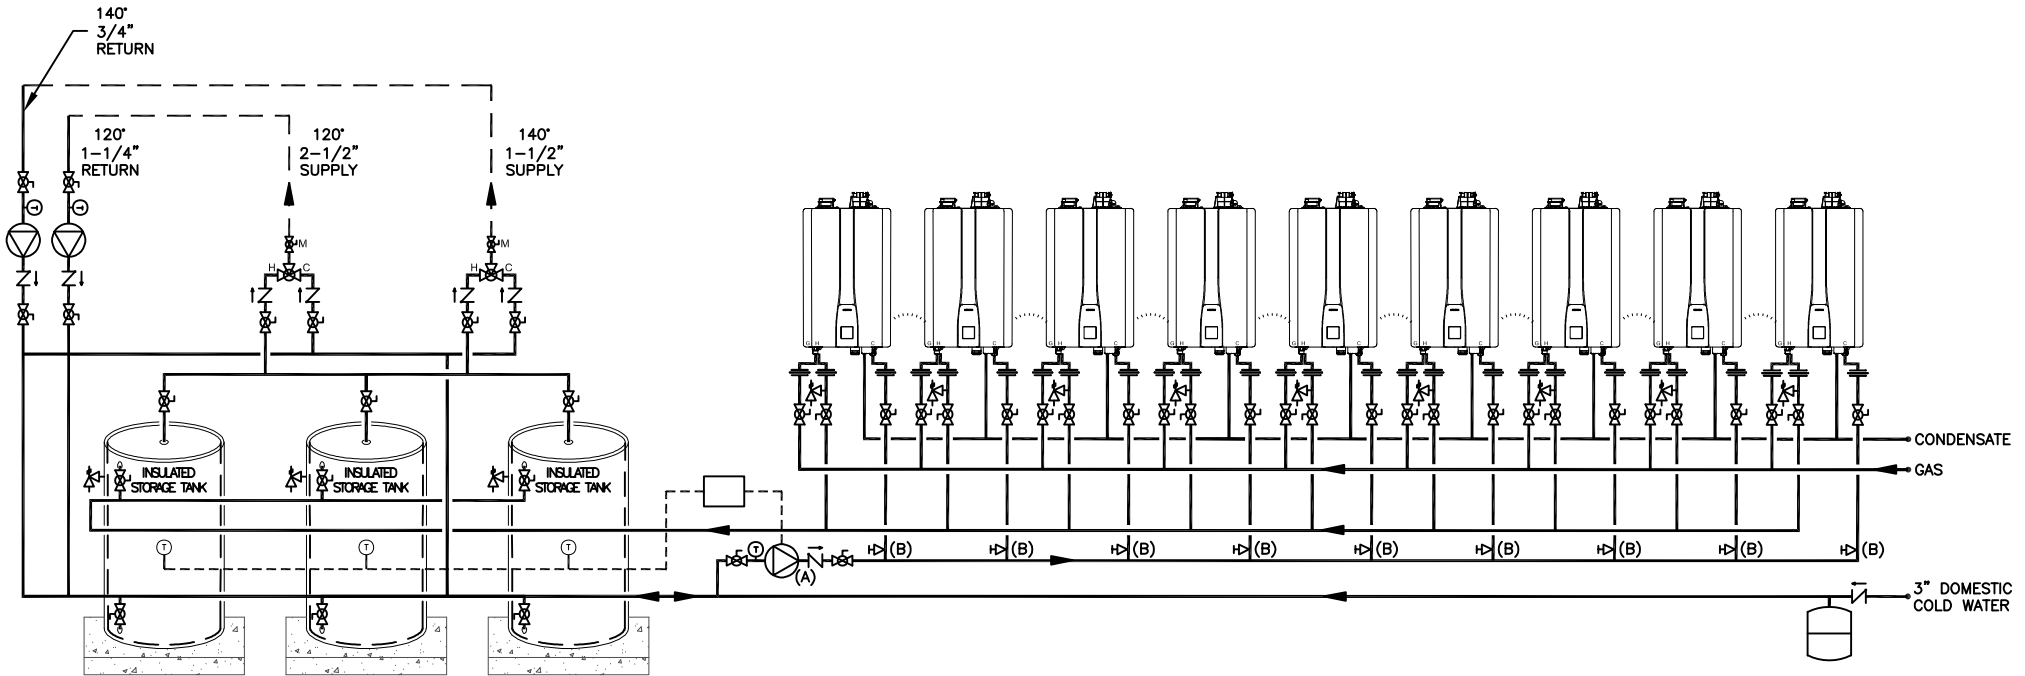 140°
3/4"
RETURN
120°
1-1/4"
RETURN
120°
2-1/2"
SUPPLY
140°
1-1/2"
SUPPLY
M
M
H
C
H
C
G H C
G H C
G H C
G H C
G H C
G H C
G H C
G H C
G H C
INSULATED
STORAGE TANK
INSULATED
STORAGE TANK
INSULATED
STORAGE TANK
T
T
T
T
T
T
(A)
(B)
(B)
(B)
(B)
(B)
(B)
(B)
(B)
(B)
CONDENSATE
GAS
3" DOMESTIC
COLD WATER